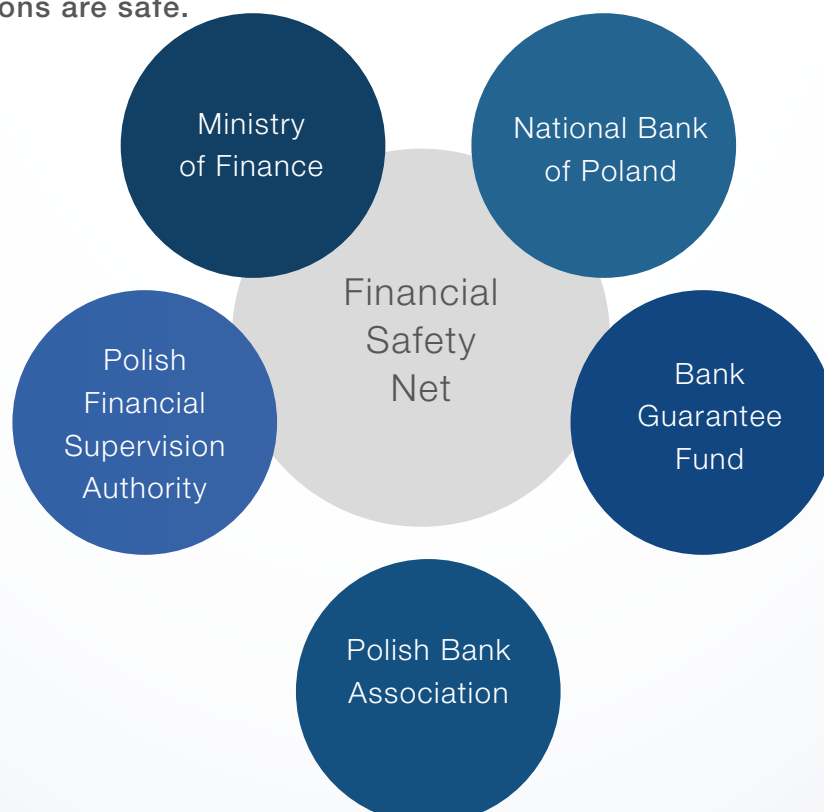 ons are safe.
Ministry
of Finance
National Bank
of Poland
Financial
Safety
Net
Polish
Financial
Supervision
Authority
Bank
Guarantee
Fund
Polish Bank
Association